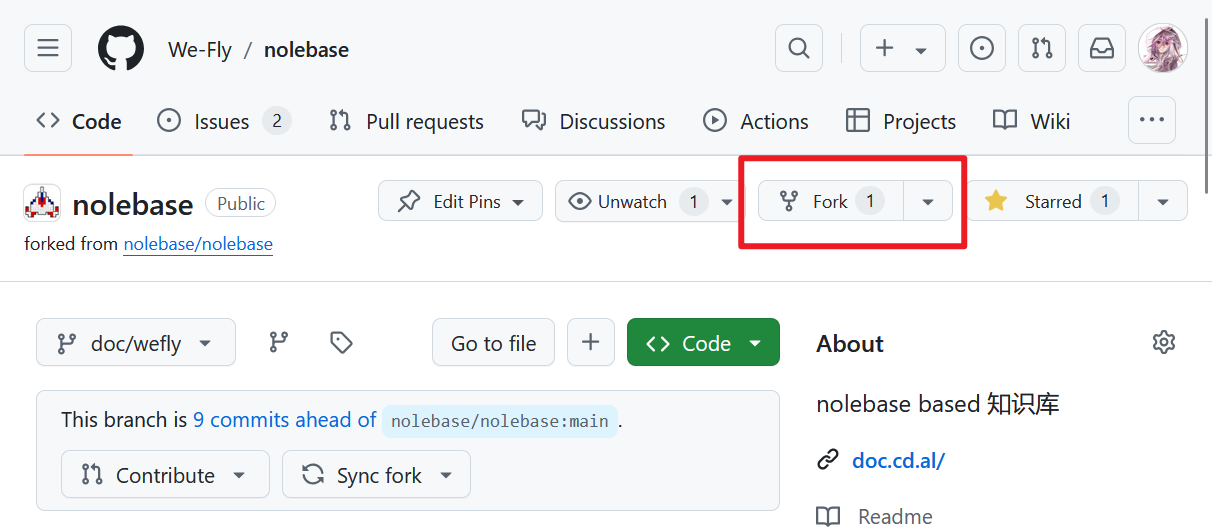 We-Fly / nolebase
Code Issues 2 Pull requests Discussions Actions Projects Wiki
nolebase Public Edit Pins Unwatch 1 Fork 1 Starred 1
forked from nolebase/nolebase
doc/wefly Go to file Code About
This branch is 9 commits ahead of nolebase/nolebase:main.
nolebase based 知识库
Contribute Sync fork doc.cd.al/
Readme